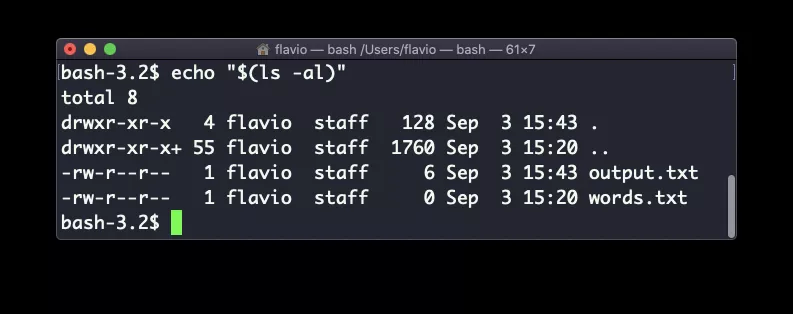 flavio — bash /Users/flavio — bash — 61×7
bash-3.2$ echo "$(ls -al)"
total 8
drwxr-xr-x   4 flavio  staff   128 Sep  3 15:43 .
drwxr-xr-x+ 55 flavio  staff  1760 Sep  3 15:20 ..
-rw-r--r--   1 flavio  staff     6 Sep  3 15:43 output.txt
-rw-r--r--   1 flavio  staff     0 Sep  3 15:20 words.txt
bash-3.2$